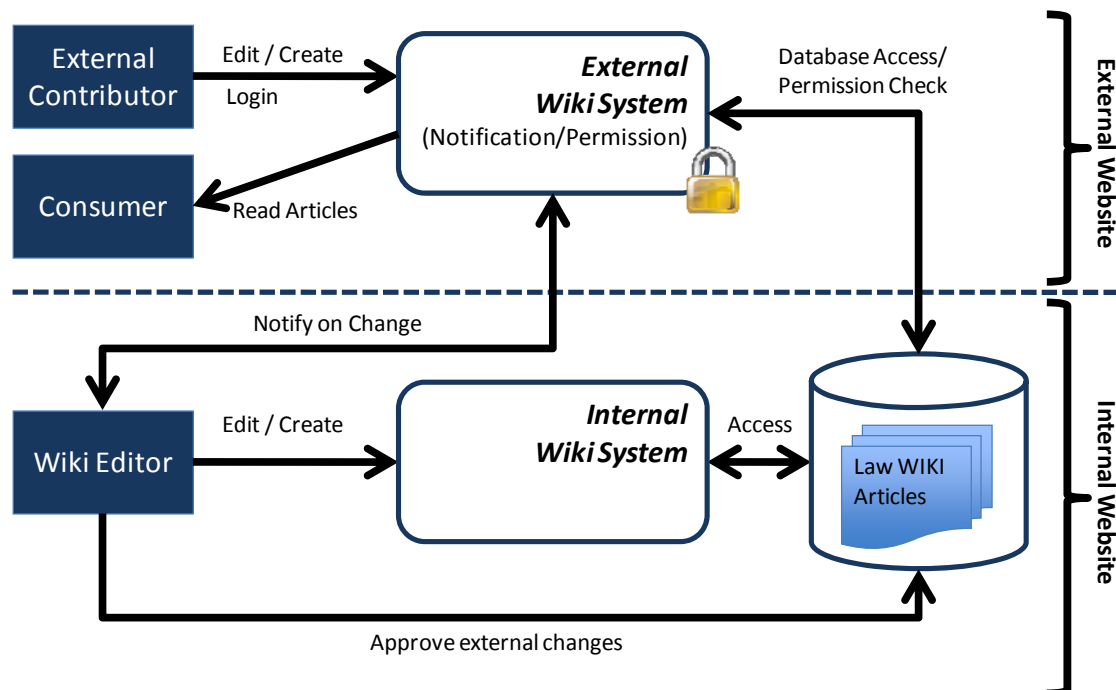 External
Contributor
Edit / Create
Login
External
Wiki System
(Notification/Permission)
Database Access/
Permission Check
External Website
Consumer
Read Articles
Notify on Change
Wiki Editor
Edit / Create
Internal
Wiki System
Access
Law WIKI
Articles
Internal Website
Approve external changes